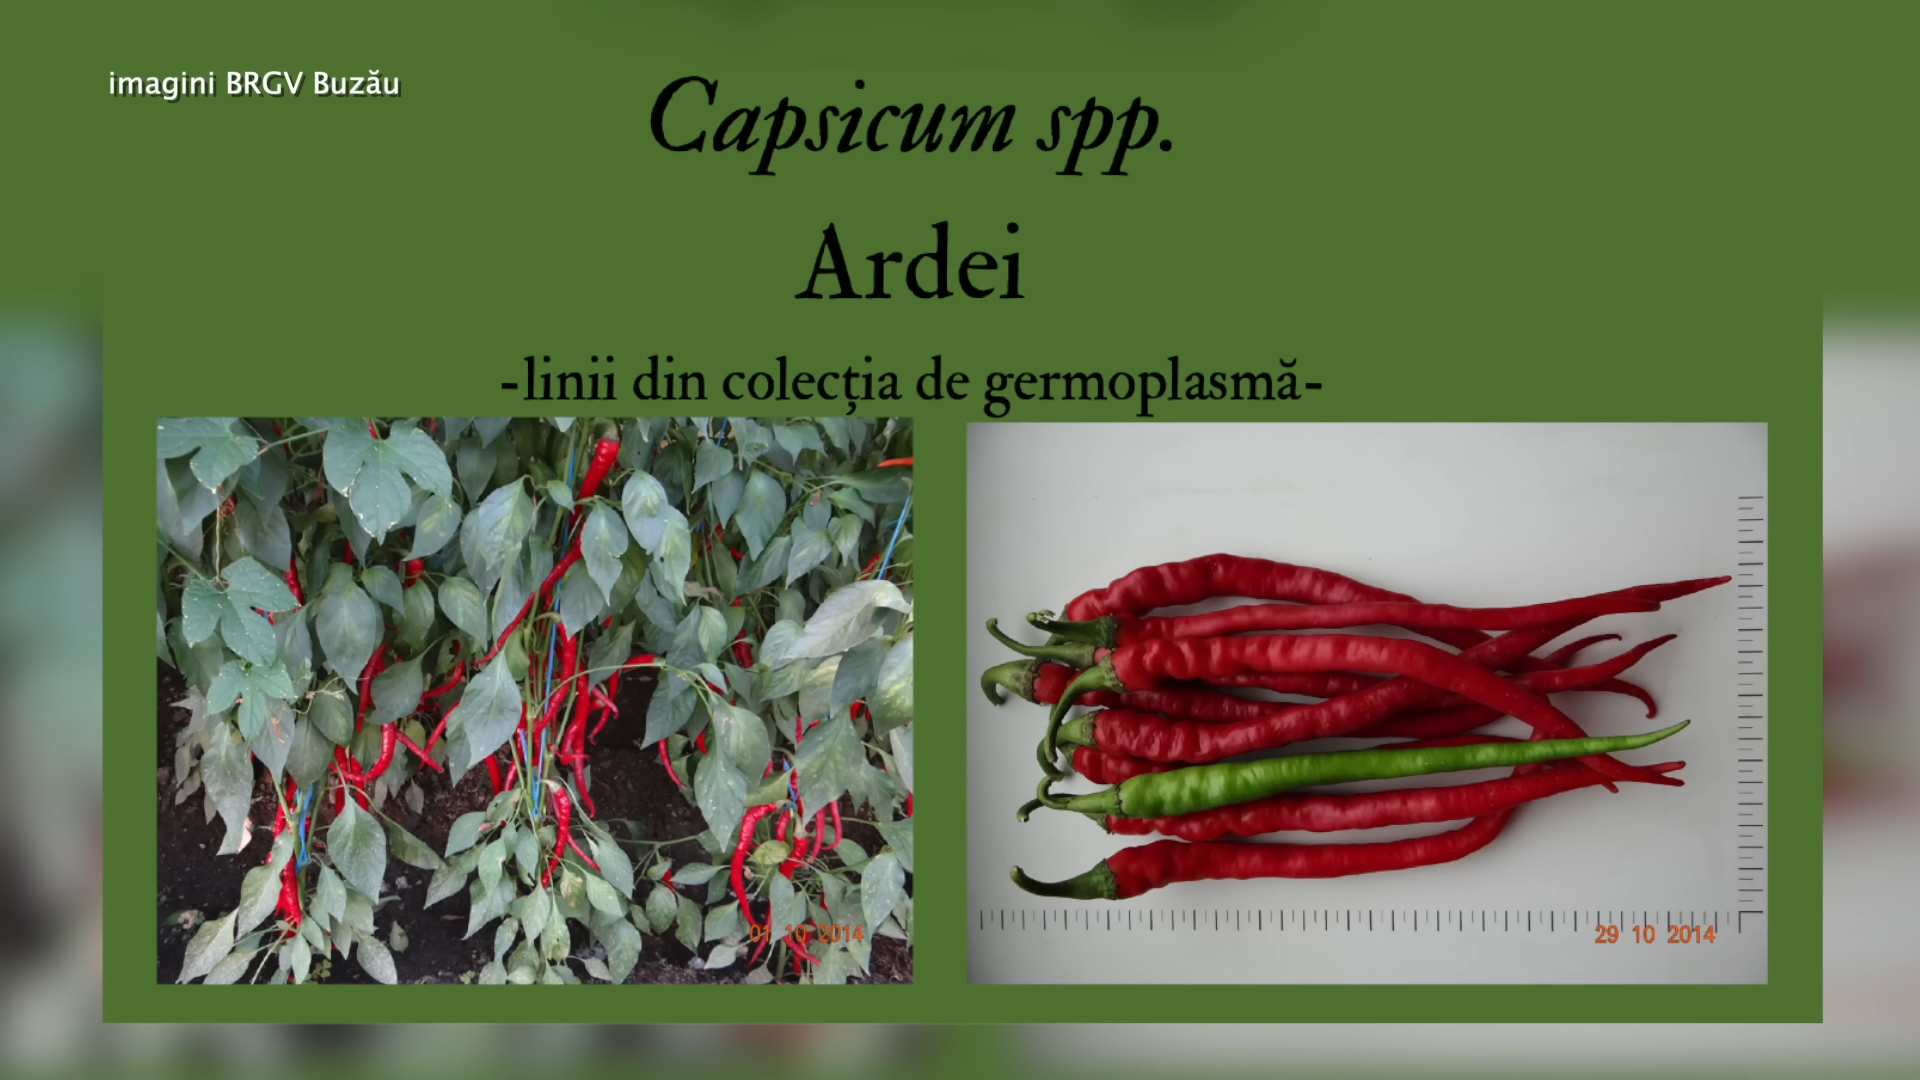 imagini BRGV Buzău
Capsicum spp.
Ardei
-linii din colecția de germoplasmă-
01 10 2014
29 10 2014